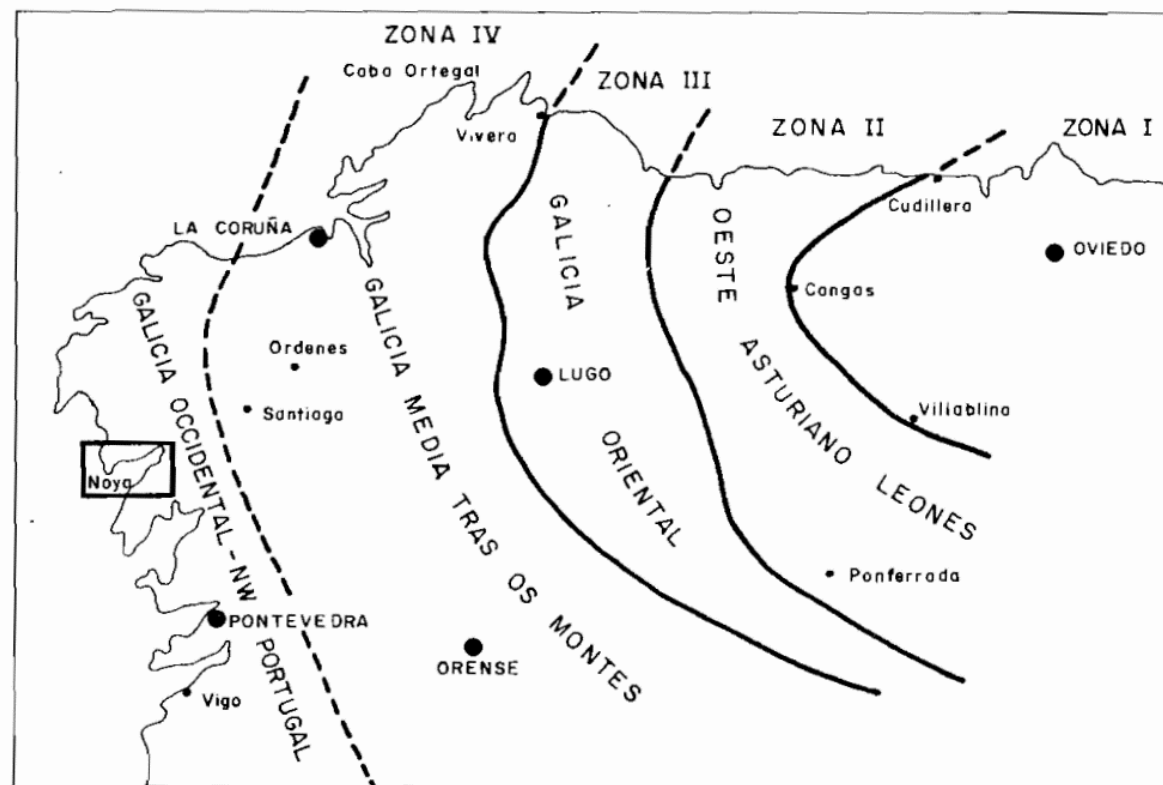 ZONA IV
Cabo Ortegal
ZONA III
Vivero
ZONA II
ZONA I
Cudillero
LA CORUÑA
OVIEDO
Cangas
GALICIA OCCIDENTAL-NW PORTUGAL
Ordenes
Santiago
GALICIA MEDIA TRAS OS MONTES
LUGO
GALICIA ORIENTAL
OESTE ASTURIANO LEONES
Villablino
Noya
Ponferrada
PONTEVEDRA
ORENSE
Vigo